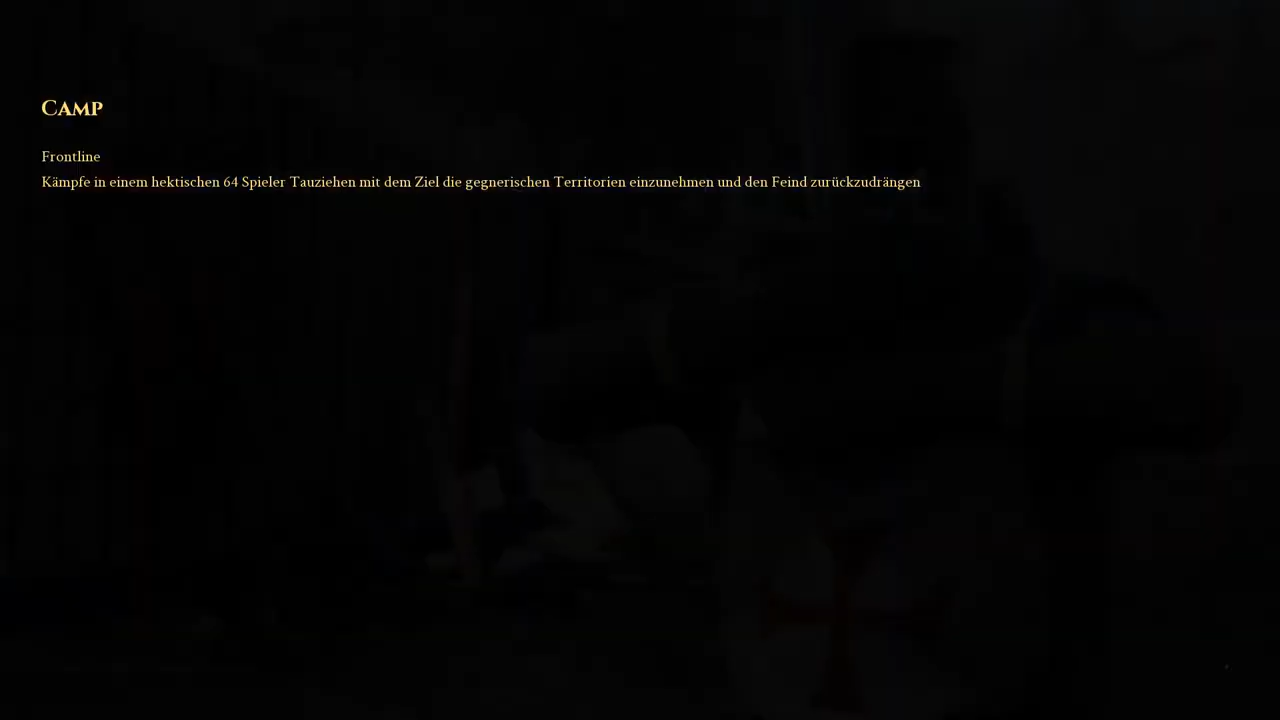 Camp
Frontline
Kämpfe in einem hektischen 64 Spieler Tauziehen mit dem Ziel die gegnerischen Territorien einzunehmen und den Feind zurückzudrängen